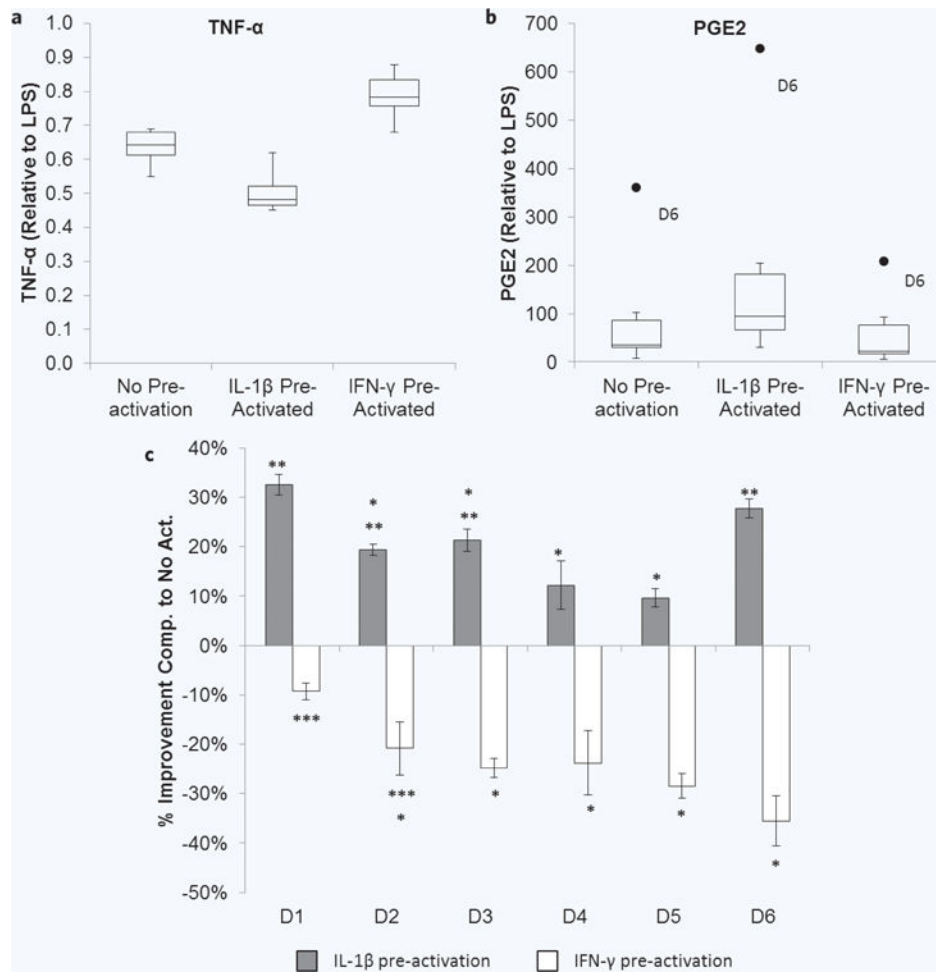 a
TNF-α
TNF-α (Relative to LPS)
1.0
0.9
0.8
0.7
0.6
0.5
0.4
0.3
0.2
0.1
0.0
No Pre-
activation
IL-1β Pre-
Activated
IFN-γ Pre-
Activated
b
PGE2
PGE2 (Relative to LPS)
700
600
500
400
300
200
100
0
D6
D6
D6
No Pre-
activation
IL-1β Pre-
Activated
IFN-γ Pre-
Activated
c
% Improvement Comp. to No Act.
40%
30%
20%
10%
0%
-10%
-20%
-30%
-40%
-50%
**
*
**
*
**
*
*
**
***
***
*
*
*
*
*
D1 D2 D3 D4 D5 D6
IL-1β pre-activation IFN-γ pre-activation